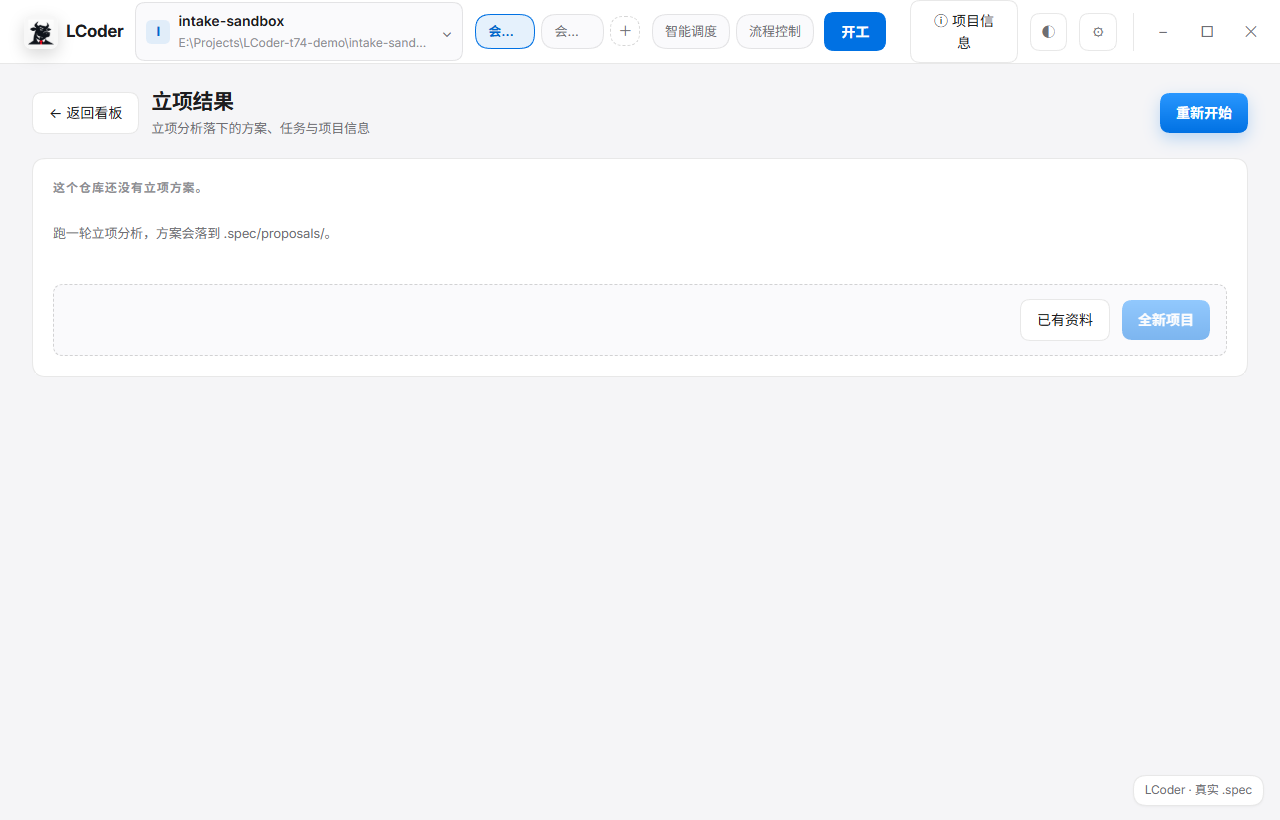 LCoder
I
intake-sandbox
E:\Projects\LCoder-t74-demo\intake-sand...
会...
会...
+
智能调度
流程控制
开工
ⓘ 项目信
息
← 返回看板
立项结果
立项分析落下的方案、任务与项目信息
重新开始
这个仓库还没有立项方案。
跑一轮立项分析，方案会落到 .spec/proposals/。
已有资料
全新项目
LCoder · 真实 .spec